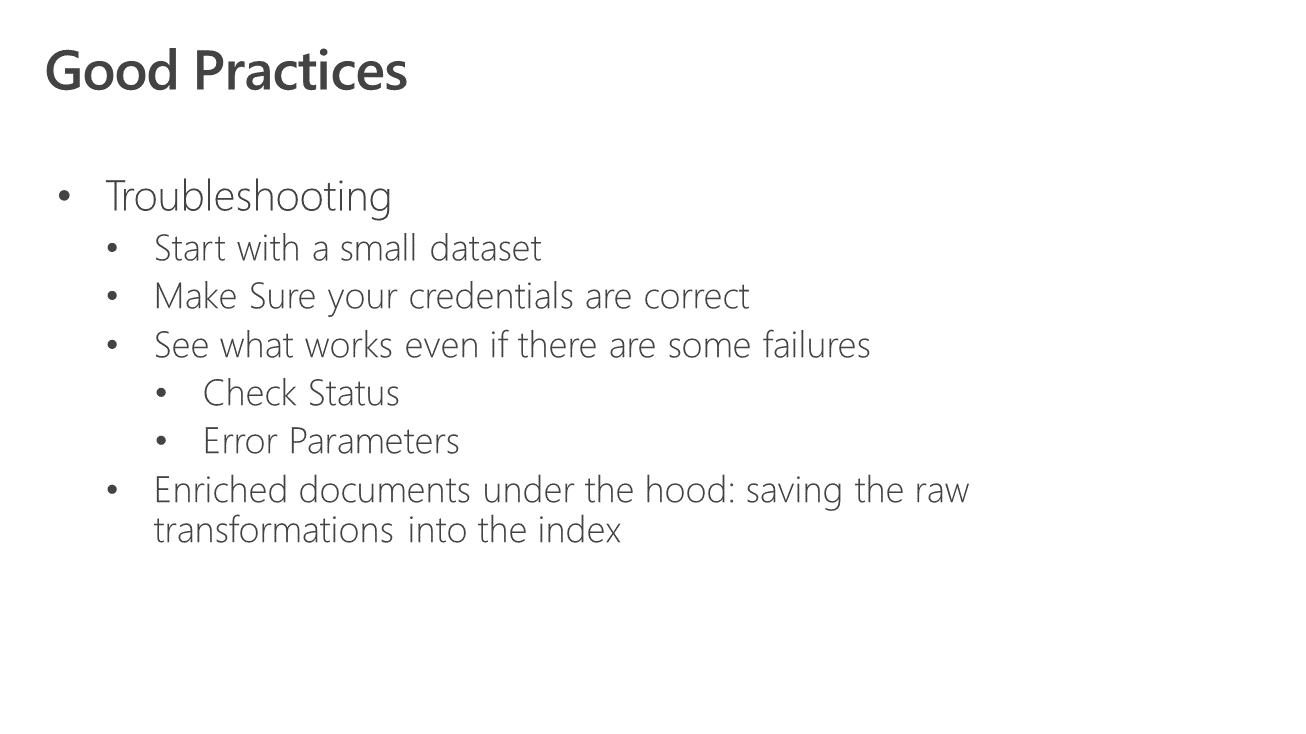 Good Practices
• Troubleshooting
• Start with a small dataset
• Make Sure your credentials are correct
• See what works even if there are some failures
• Check Status
• Error Parameters
• Enriched documents under the hood: saving the raw
transformations into the index